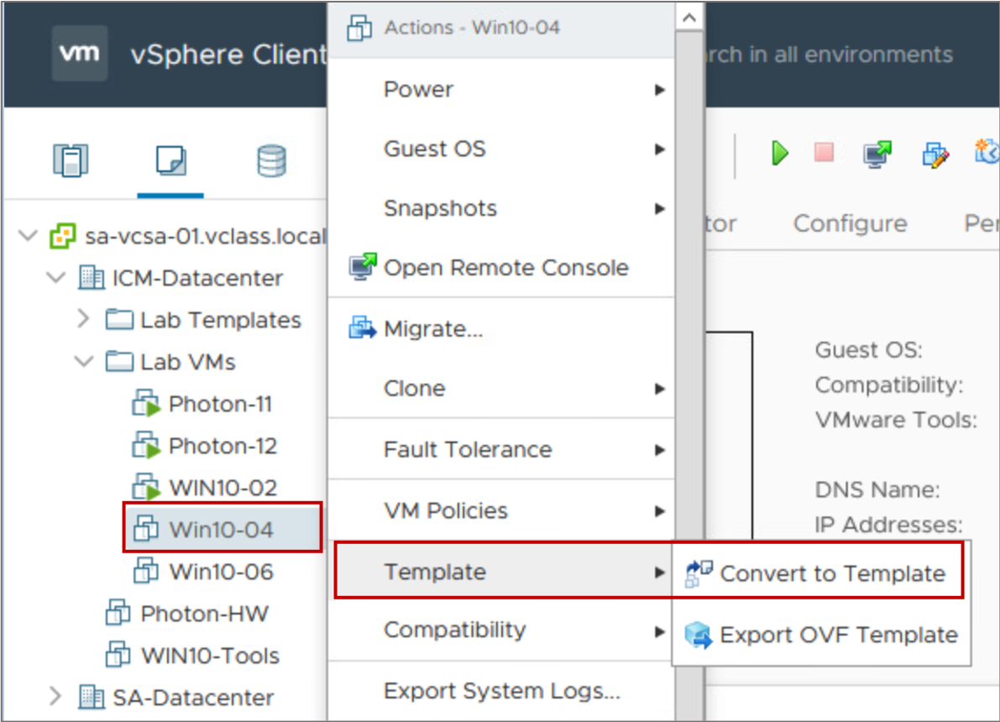 vm
vSphere Client
Actions - Win10-04
rch in all environments
Power
Guest OS
Snapshots
Open Remote Console
Migrate...
Clone
Fault Tolerance
VM Policies
Template
Compatibility
Export System Logs...
Convert to Template
Export OVF Template
sa-vcsa-01.vclass.local
ICM-Datacenter
Lab Templates
Lab VMs
Photon-11
Photon-12
WIN10-02
Win10-04
Win10-06
Photon-HW
WIN10-Tools
SA-Datacenter
tor
Configure
Per
Guest OS:
Compatibility:
VMware Tools:
DNS Name:
IP Addresses: